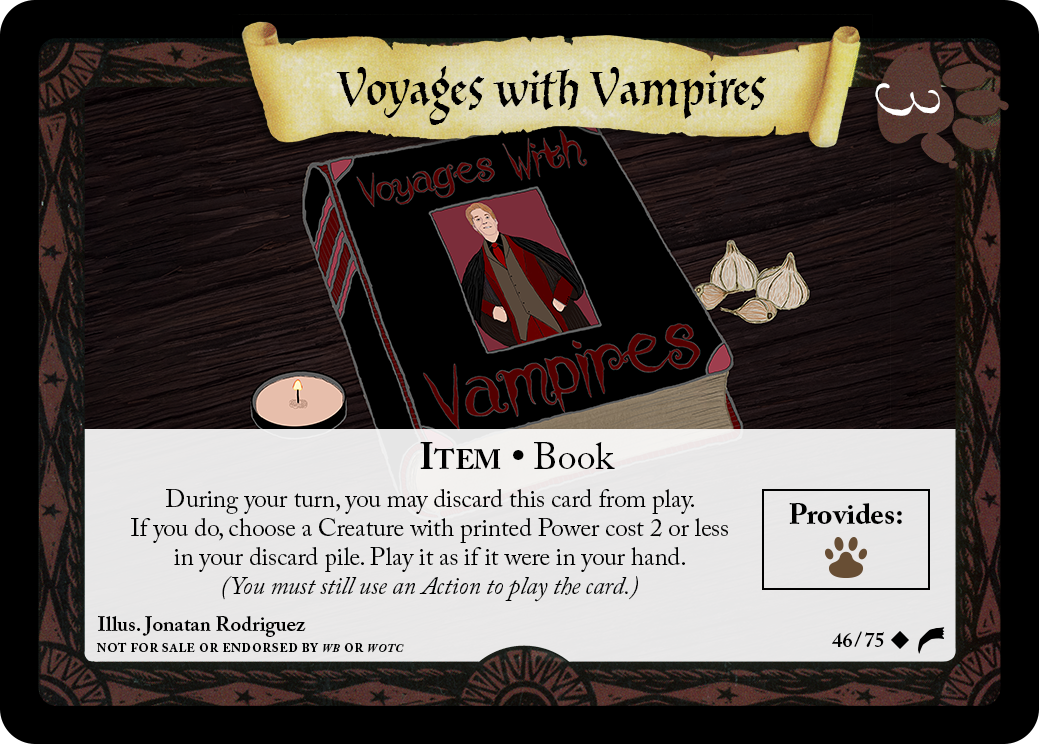 Voyages with Vampires
3
Voyages With
Vampires
ITEM • Book
During your turn, you may discard this card from play.
If you do, choose a Creature with printed Power cost 2 or less
in your discard pile. Play it as if it were in your hand.
(You must still use an Action to play the card.)
Provides:
Illus. Jonatan Rodriguez
NOT FOR SALE OR ENDORSED BY WB OR WOTC
46/75